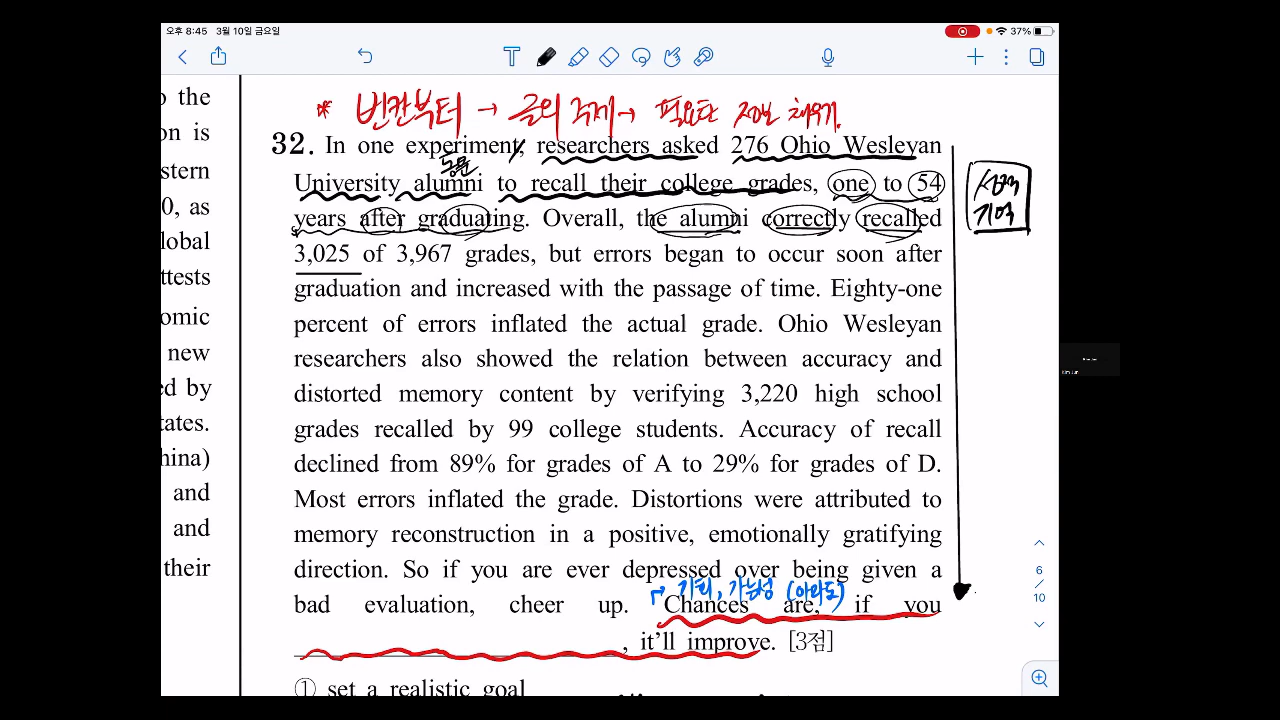 오후 8:45 3월 10일 금요일
37%
* 빈칸부터 → 글의 주제 → 필요한 정보 채우기.
o the
on is
stern
0, as
lobal
ttests
omic
new
ed by
tates.
hina)
and
and
their
32. In one experiment, researchers asked 276 Ohio Wesleyan
동문
University alumni to recall their college grades, one to 54
years after graduating. Overall, the alumni correctly recalled
3,025 of 3,967 grades, but errors began to occur soon after
graduation and increased with the passage of time. Eighty-one
percent of errors inflated the actual grade. Ohio Wesleyan
researchers also showed the relation between accuracy and
distorted memory content by verifying 3,220 high school
grades recalled by 99 college students. Accuracy of recall
declined from 89% for grades of A to 29% for grades of D.
Most errors inflated the grade. Distortions were attributed to
memory reconstruction in a positive, emotionally gratifying
direction. So if you are ever depressed over being given a
기회, 가능성 (아마도)
bad evaluation, cheer up. Chances are, if you
, it'll improve. [3점]
① set a realistic goal
성적
기억
6
/
10